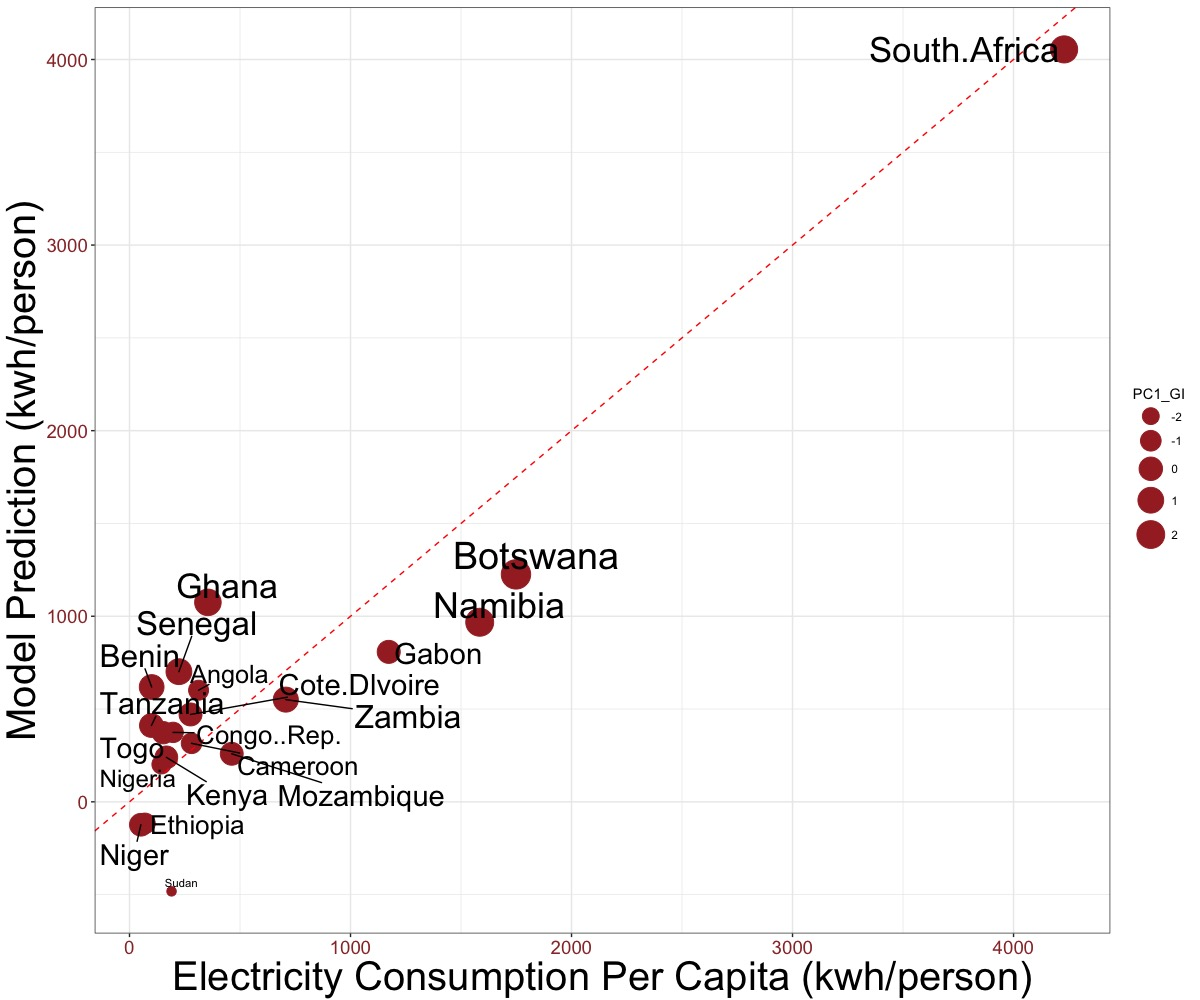 Model Prediction (kwh/person)
4000
3000
2000
1000
0
South.Africa
Botswana
Ghana
Namibia
Senegal
Benin
Gabon
Angola
Cote.DIvoire
Tanzania
Zambia
Congo..Rep.
Togo
Cameroon
Nigeria
Kenya
Mozambique
Ethiopia
Niger
Sudan
0
1000
2000
3000
4000
Electricity Consumption Per Capita (kwh/person)
PC1_GI
-2
-1
0
1
2